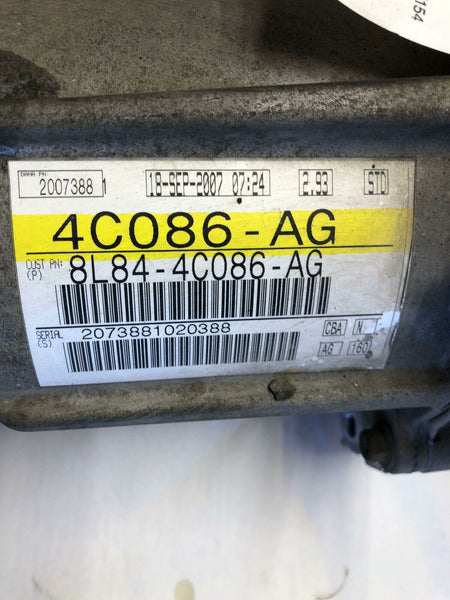 154
DANA PN:
2007388 1
18-SEP-2007 07:24
2.93
STD
4C086-AG
CUST PN: 8L84-4C086-AG
(P)
SERIAL 2073881020388
(S)
CBA N
AG 160